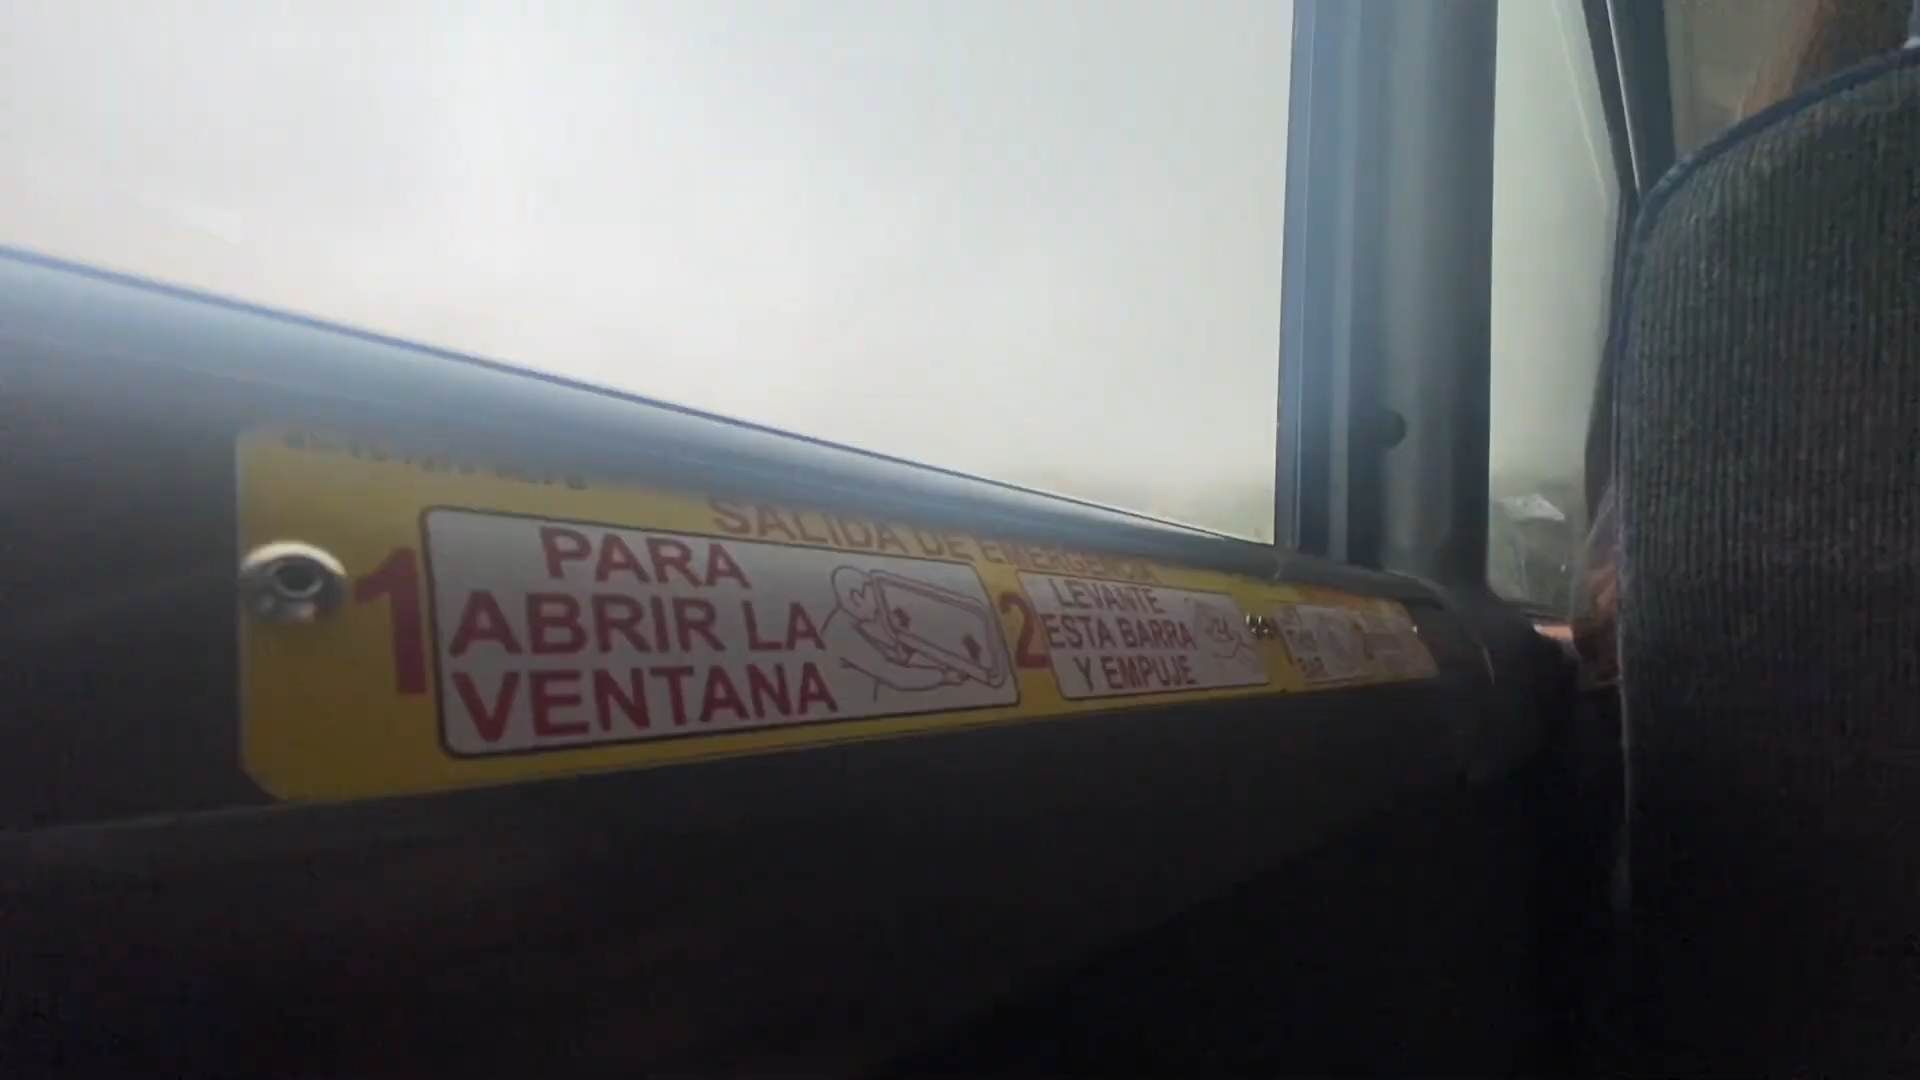 SALIDA DE EMERGENCIA
1
PARA
ABRIR LA
VENTANA
2
LEVANTE
ESTA BARRA
Y EMPUJE